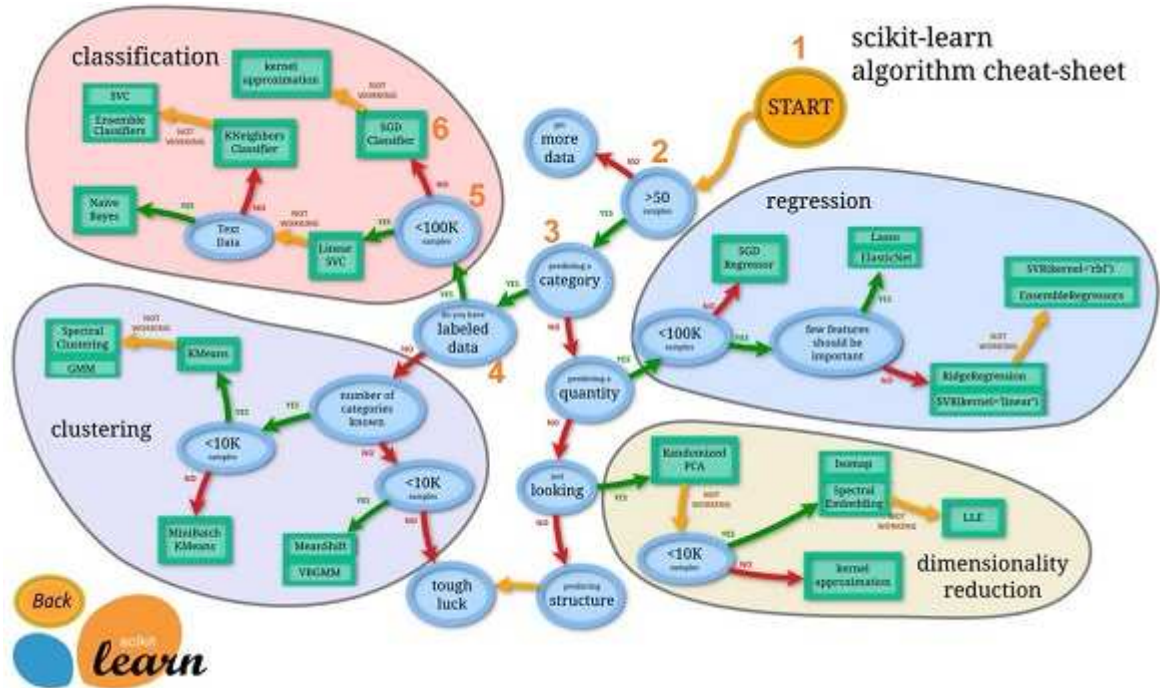 scikit-learn
algorithm cheat-sheet
classification
kernel
approximation
NOT
WORKING
SVC
Ensemble
Classifiers
NOT
WORKING
KNeighbors
Classifier
SGD
Classifier
6
NO
Naive
Bayes
YES
Text
Data
NO
NOT
WORKING
Linear
SVC
YES
<100K
samples
5
YES
1
START
get
more
data
NO
2
>50
samples
YES
3
predicting a
category
YES
NO
do you have
labeled
data
4
NO
predicting a
quantity
YES
NO
just
looking
YES
NO
predicting
structure
tough
luck
regression
SGD
Regressor
NO
<100K
samples
YES
Lasso
ElasticNet
YES
few features
should be
important
NO
SVR(kernel='rbf')
EnsembleRegressors
NOT
WORKING
RidgeRegression
SVR(kernel='linear')
clustering
Spectral
Clustering
GMM
NOT
WORKING
KMeans
YES
<10K
samples
NO
MiniBatch
KMeans
YES
number of
categories
known
NO
<10K
samples
YES
NO
MeanShift
VBGMM
dimensionality
reduction
Randomized
PCA
NOT
WORKING
<10K
samples
YES
NO
Isomap
Spectral
Embedding
NOT
WORKING
LLE
kernel
approximation
Back
scikit
learn